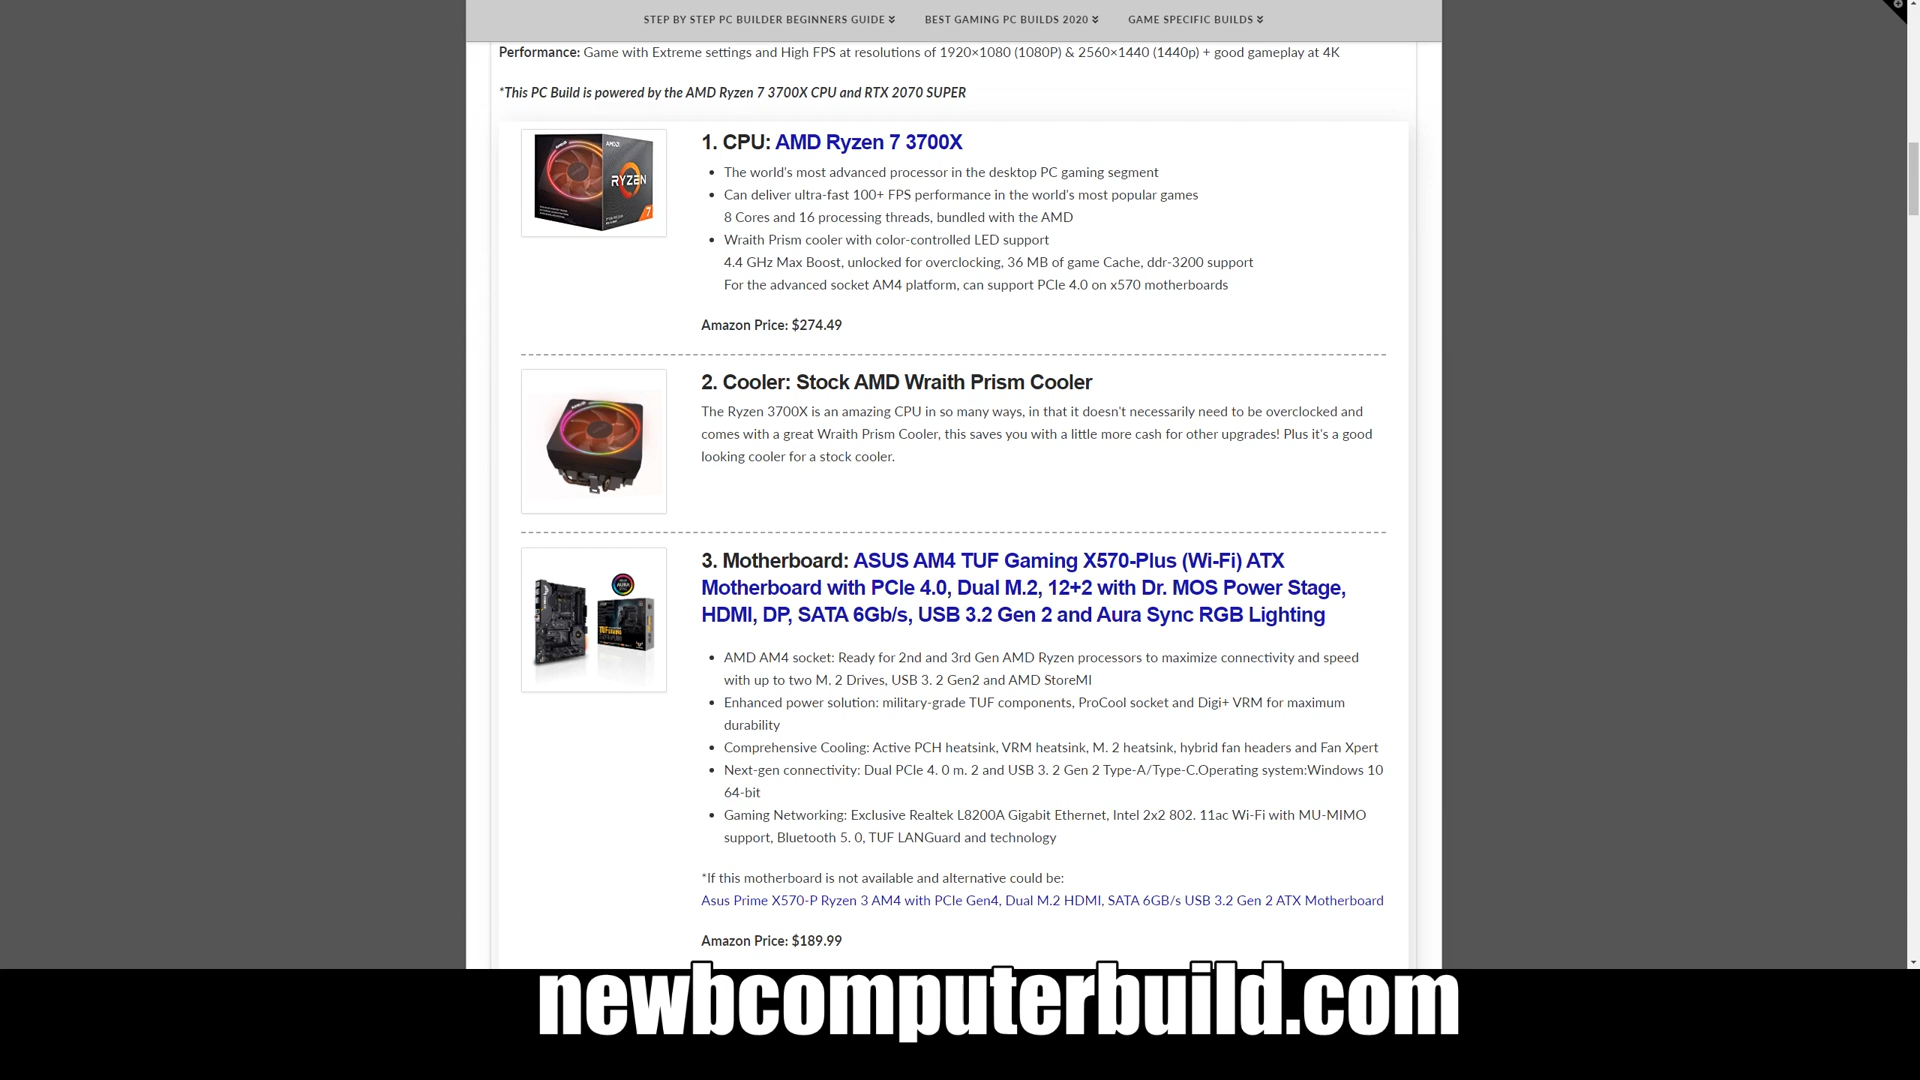 STEP BY STEP PC BUILDER BEGINNERS GUIDE BEST GAMING PC BUILDS 2020 GAME SPECIFIC BUILDS
Performance: Game with Extreme settings and High FPS at resolutions of 1920×1080 (1080P) & 2560×1440 (1440p) + good gameplay at 4K
*This PC Build is powered by the AMD Ryzen 7 3700X CPU and RTX 2070 SUPER
AMD
RYZEN
7
1. CPU: AMD Ryzen 7 3700X
• The world's most advanced processor in the desktop PC gaming segment
• Can deliver ultra-fast 100+ FPS performance in the world's most popular games
8 Cores and 16 processing threads, bundled with the AMD
• Wraith Prism cooler with color-controlled LED support
4.4 GHz Max Boost, unlocked for overclocking, 36 MB of game Cache, ddr-3200 support
For the advanced socket AM4 platform, can support PCIe 4.0 on x570 motherboards
Amazon Price: $274.49
2. Cooler: Stock AMD Wraith Prism Cooler
The Ryzen 3700X is an amazing CPU in so many ways, in that it doesn't necessarily need to be overclocked and
comes with a great Wraith Prism Cooler, this saves you with a little more cash for other upgrades! Plus it's a good
looking cooler for a stock cooler.
3. Motherboard: ASUS AM4 TUF Gaming X570-Plus (Wi-Fi) ATX
Motherboard with PCIe 4.0, Dual M.2, 12+2 with Dr. MOS Power Stage,
HDMI, DP, SATA 6Gb/s, USB 3.2 Gen 2 and Aura Sync RGB Lighting
• AMD AM4 socket: Ready for 2nd and 3rd Gen AMD Ryzen processors to maximize connectivity and speed
with up to two M. 2 Drives, USB 3. 2 Gen2 and AMD StoreMI
• Enhanced power solution: military-grade TUF components, ProCool socket and Digi+ VRM for maximum
durability
• Comprehensive Cooling: Active PCH heatsink, VRM heatsink, M. 2 heatsink, hybrid fan headers and Fan Xpert
• Next-gen connectivity: Dual PCIe 4. 0 m. 2 and USB 3. 2 Gen 2 Type-A/Type-C.Operating system:Windows 10
64-bit
• Gaming Networking: Exclusive Realtek L8200A Gigabit Ethernet, Intel 2x2 802. 11ac Wi-Fi with MU-MIMO
support, Bluetooth 5. 0, TUF LANGuard and technology
*If this motherboard is not available and alternative could be:
Asus Prime X570-P Ryzen 3 AM4 with PCIe Gen4, Dual M.2 HDMI, SATA 6GB/s USB 3.2 Gen 2 ATX Motherboard
Amazon Price: $189.99
newbcomputerbuild.com